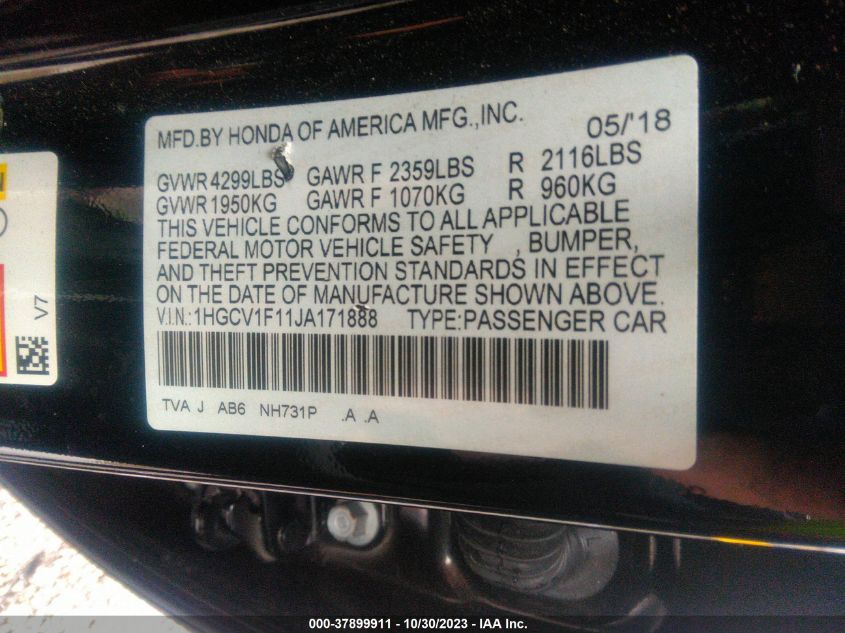 MFD.BY HONDA OF AMERICA MFG.,INC. 05/'18
GVWR 4299LBS GAWR F 2359LBS R 2116LBS
GVWR 1950KG GAWR F 1070KG R 960KG
THIS VEHICLE CONFORMS TO ALL APPLICABLE
FEDERAL MOTOR VEHICLE SAFETY , BUMPER,
AND THEFT PREVENTION STANDARDS IN EFFECT
ON THE DATE OF MANUFACTURE SHOWN ABOVE.
V.I.N.:1HGCV1F11JA171888 TYPE:PASSENGER CAR
TVA J AB6 NH731P .A .A
V7
000-37899911 - 10/30/2023 - IAA Inc.